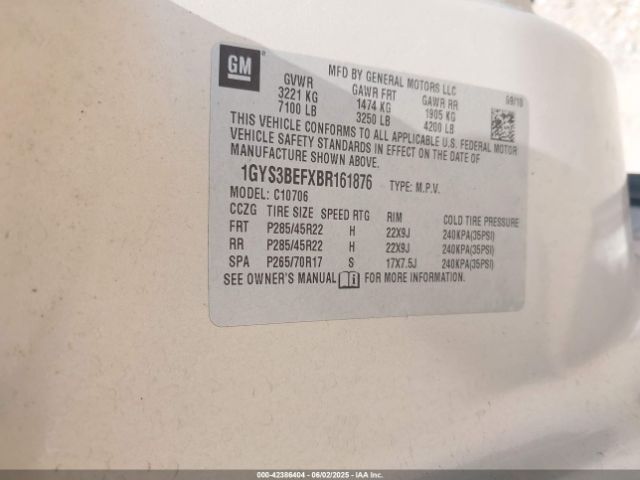 GM
MFD BY GENERAL MOTORS LLC
09/10
GVWR GAWR FRT GAWR RR
3221 KG 1474 KG 1905 KG
7100 LB 3250 LB 4200 LB
THIS VEHICLE CONFORMS TO ALL APPLICABLE U.S. FEDERAL MOTOR
VEHICLE SAFETY STANDARDS IN EFFECT ON THE DATE OF
MANUFACTURE SHOWN ABOVE.
1GYS3BEFXBR161876 TYPE: M.P.V.
MODEL: C10706
CCZG TIRE SIZE SPEED RTG RIM COLD TIRE PRESSURE
FRT P285/45R22 H 22X9J 240KPA(35PSI)
RR P285/45R22 H 22X9J 240KPA(35PSI)
SPA P265/70R17 S 17X7.5J 240KPA(35PSI)
SEE OWNER'S MANUAL FOR MORE INFORMATION.
000-42386404 | 06/02/2025 | IAAI.com